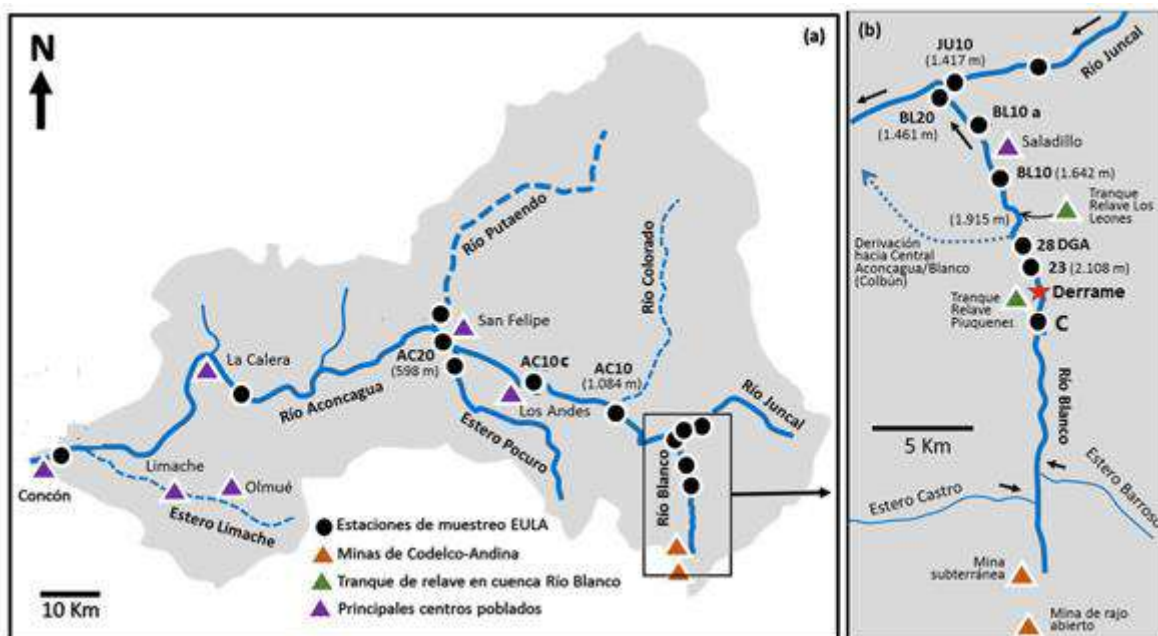 N
(a)
Río Putaendo
Río Colorado
San Felipe
La Calera
AC20
(598 m)
AC10c
AC10
(1.084 m)
Río Juncal
Río Aconcagua
Los Andes
Estero Pocuro
Limache
Olmué
Río Blanco
Concón
Estero Limache
Estaciones de muestreo EULA
Minas de Codelco-Andina
Tranque de relave en cuenca Río Blanco
Principales centros poblados
10 Km
(b)
JU10
(1.417 m)
Río Juncal
BL10 a
BL20
(1.461 m)
Saladillo
BL10 (1.642 m)
Tranque
Relave Los
Leones
(1.915 m)
28 DGA
Derivación
hacia Central
Aconcagua/Blanco
(Colbún)
23 (2.108 m)
Derrame
Tranque
Relave
Piuquenes
C
Río Blanco
5 Km
Estero Castro
Estero Barroso
Mina
subterránea
Mina de rajo
abierto